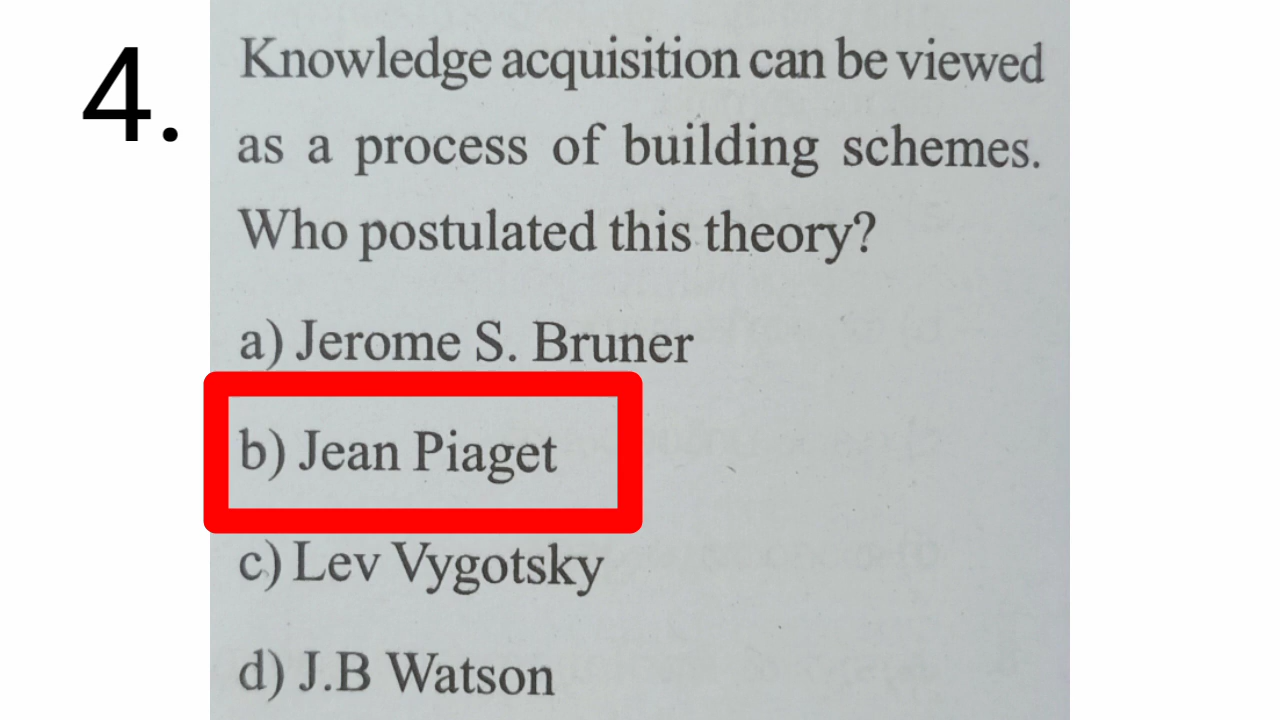 4.
Knowledge acquisition can be viewed
as a process of building schemes.
Who postulated this theory?
a) Jerome S. Bruner
b) Jean Piaget
c) Lev Vygotsky
d) J.B Watson